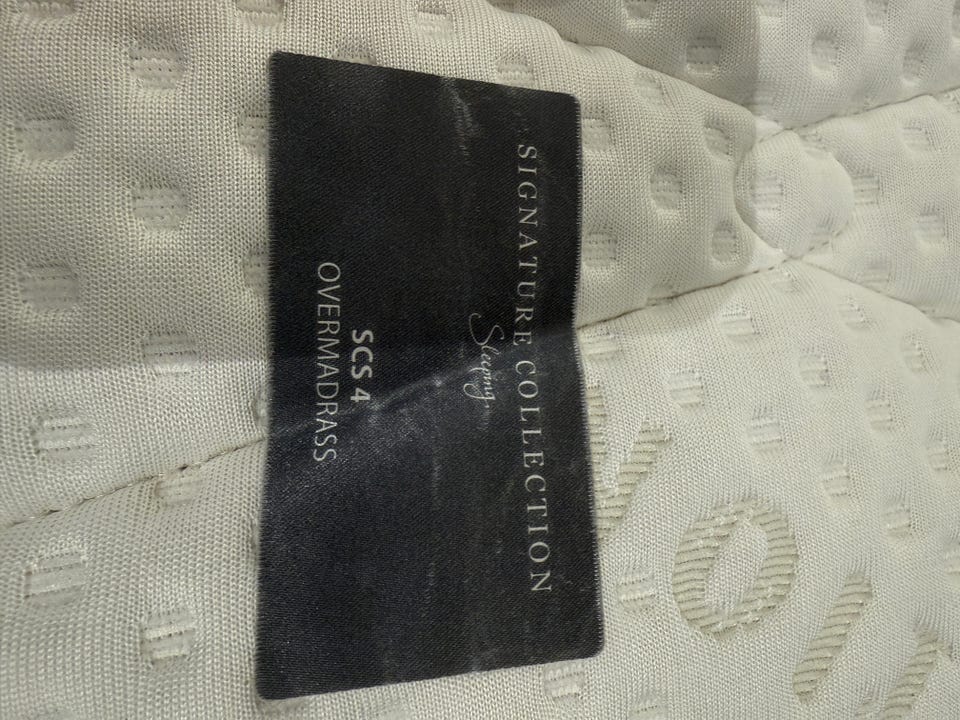 SIGNATURE COLLECTION
Sleeping
SCS 4
OVERMADRASS